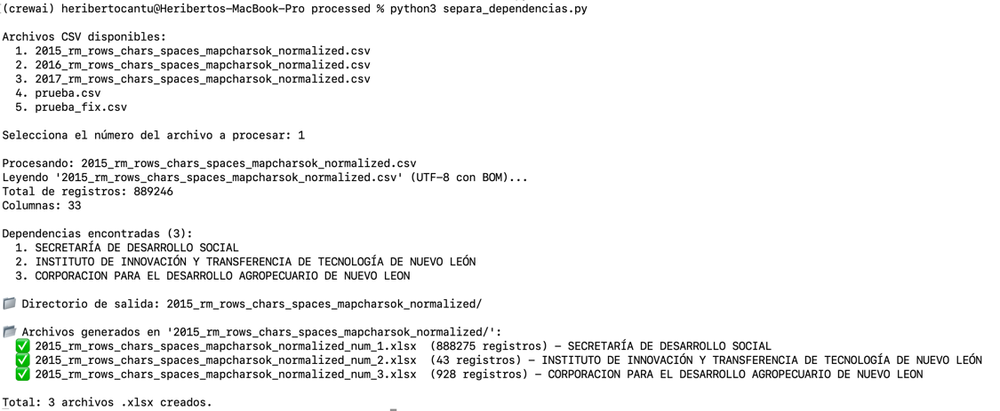 (crewai) heribertocantu@Heribertos-MacBook-Pro processed % python3 separa_dependencias.py
Archivos CSV disponibles:
1. 2015_rm_rows_chars_spaces_mapcharsok_normalized.csv
2. 2016_rm_rows_chars_spaces_mapcharsok_normalized.csv
3. 2017_rm_rows_chars_spaces_mapcharsok_normalized.csv
4. prueba.csv
5. prueba_fix.csv
Selecciona el número del archivo a procesar: 1
Procesando: 2015_rm_rows_chars_spaces_mapcharsok_normalized.csv
Leyendo '2015_rm_rows_chars_spaces_mapcharsok_normalized.csv' (UTF-8 con BOM)...
Total de registros: 889246
Columnas: 33
Dependencias encontradas (3):
1. SECRETARÍA DE DESARROLLO SOCIAL
2. INSTITUTO DE INNOVACIÓN Y TRANSFERENCIA DE TECNOLOGÍA DE NUEVO LEÓN
3. CORPORACION PARA EL DESARROLLO AGROPECUARIO DE NUEVO LEON
📁 Directorio de salida: 2015_rm_rows_chars_spaces_mapcharsok_normalized/
📂 Archivos generados en '2015_rm_rows_chars_spaces_mapcharsok_normalized/':
✅ 2015_rm_rows_chars_spaces_mapcharsok_normalized_num_1.xlsx (888275 registros) – SECRETARÍA DE DESARROLLO SOCIAL
✅ 2015_rm_rows_chars_spaces_mapcharsok_normalized_num_2.xlsx (43 registros) – INSTITUTO DE INNOVACIÓN Y TRANSFERENCIA DE TECNOLOGÍA DE NUEVO LEÓN
✅ 2015_rm_rows_chars_spaces_mapcharsok_normalized_num_3.xlsx (928 registros) – CORPORACION PARA EL DESARROLLO AGROPECUARIO DE NUEVO LEON
Total: 3 archivos .xlsx creados.